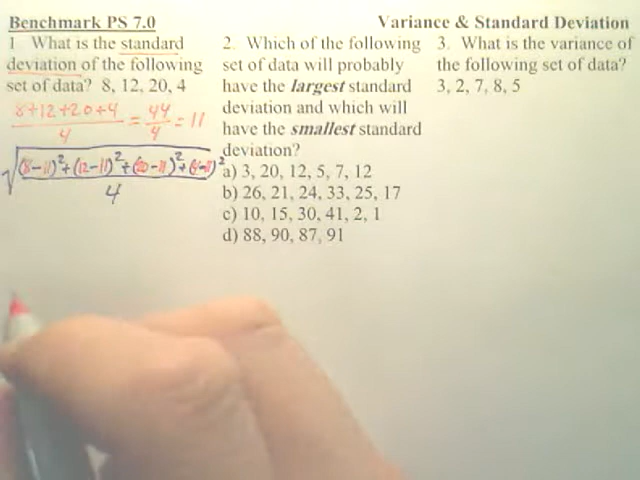 Benchmark PS 7.0
Variance & Standard Deviation
1 What is the standard
deviation of the following
set of data? 8, 12, 20, 4
8+12+20+4
4
= 44
4
= 11
√(8-11)²+(12-11)²+(20-11)²+(4-11)²
4
2. Which of the following
set of data will probably
have the largest standard
deviation and which will
have the smallest standard
deviation?
a) 3, 20, 12, 5, 7, 12
b) 26, 21, 24, 33, 25, 17
c) 10, 15, 30, 41, 2, 1
d) 88, 90, 87, 91
3. What is the variance of
the following set of data?
3, 2, 7, 8, 5